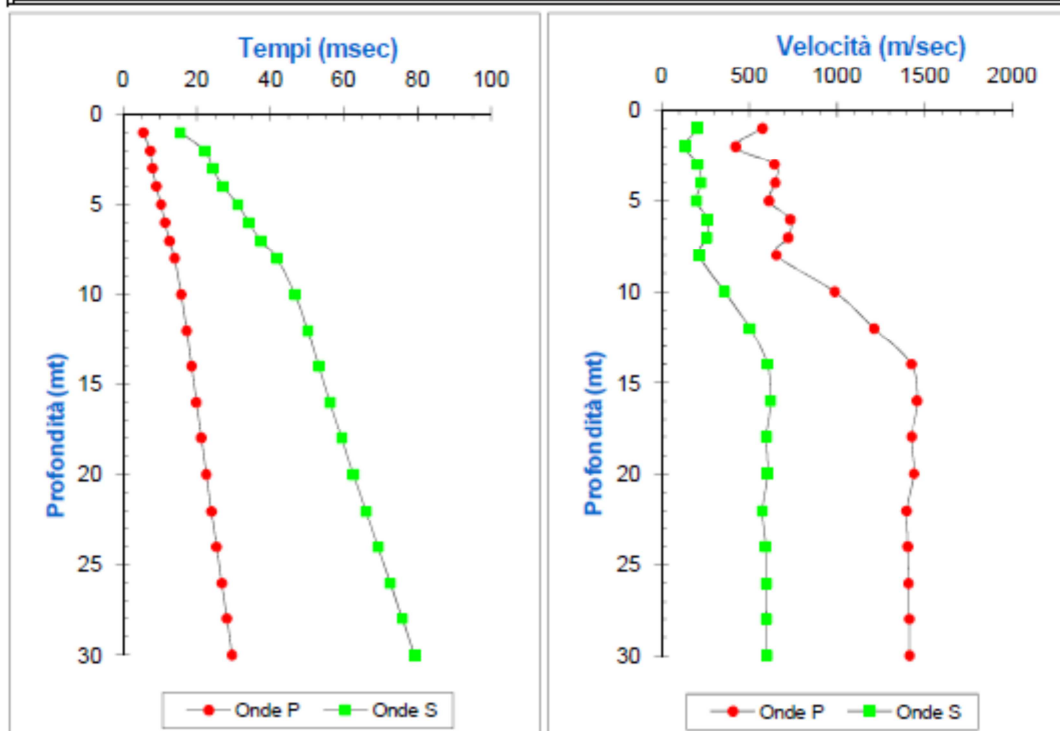 Tempi (msec)
0 20 40 60 80 100
0
5
10
15
20
25
30
Profondità (mt)
Onde P Onde S
Velocità (m/sec)
0 500 1000 1500 2000
0
5
10
15
20
25
30
Profondità (mt)
Onde P Onde S